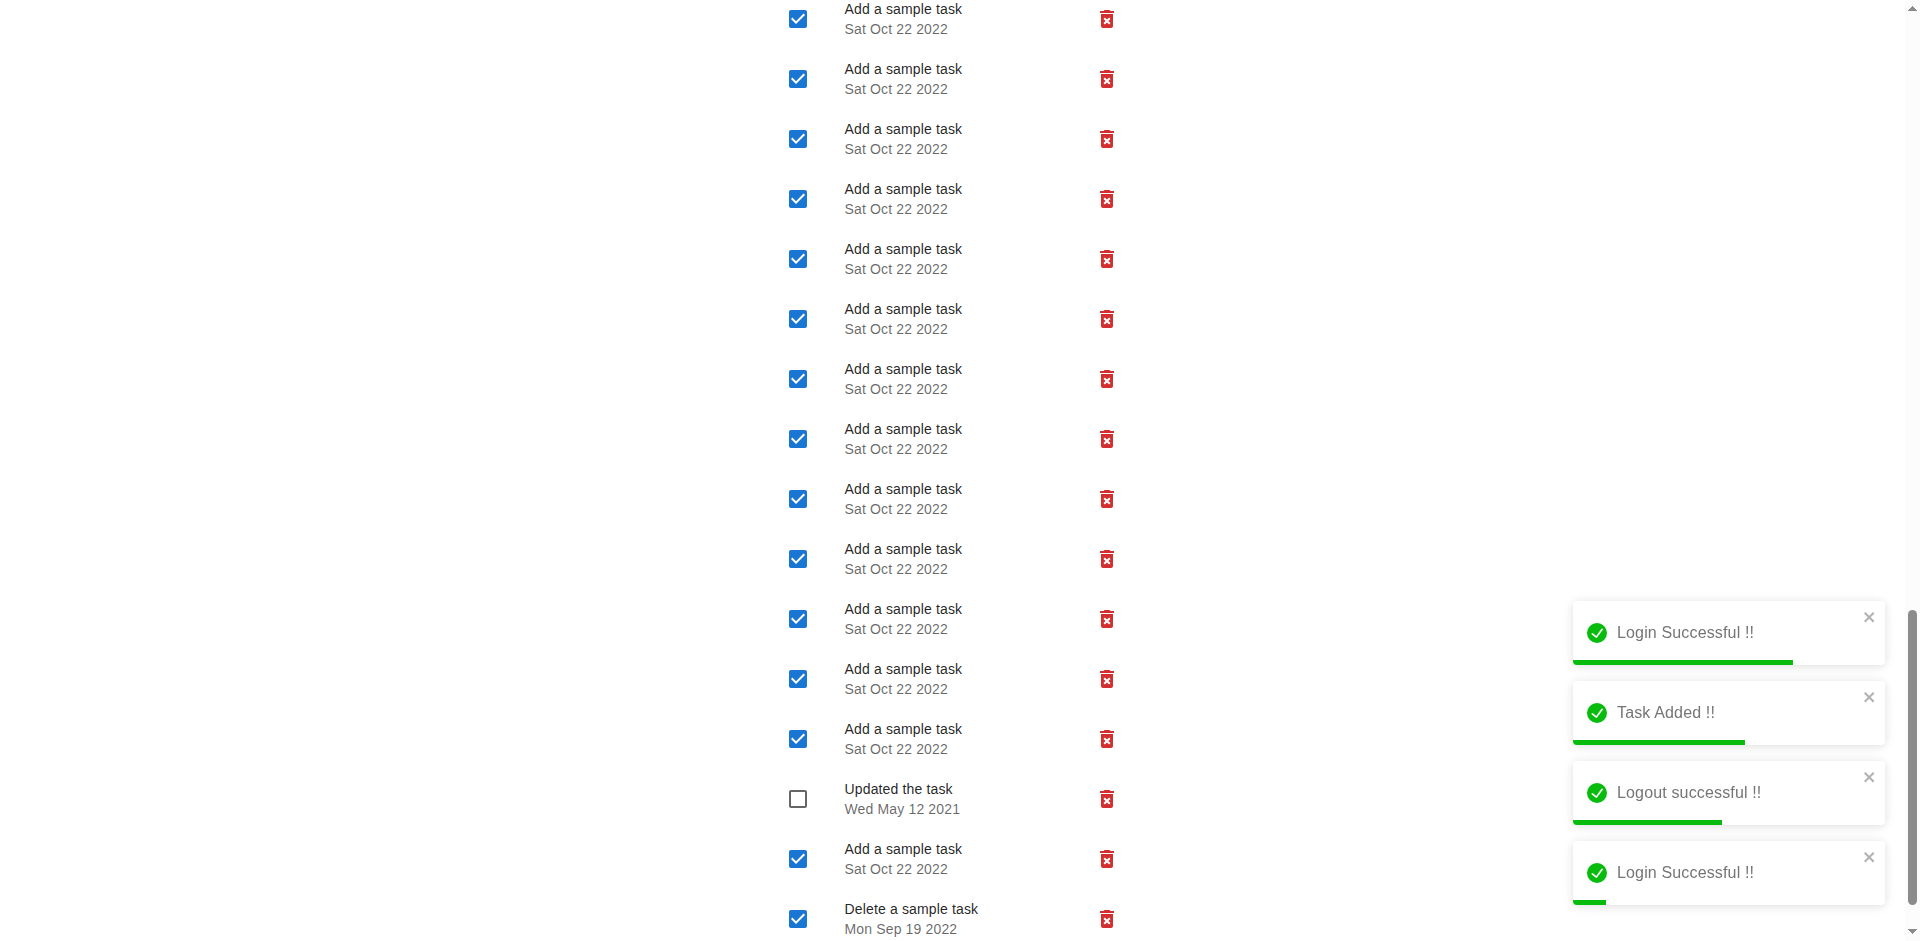 Add a sample task
Sat Oct 22 2022
Add a sample task
Sat Oct 22 2022
Add a sample task
Sat Oct 22 2022
Add a sample task
Sat Oct 22 2022
Add a sample task
Sat Oct 22 2022
Add a sample task
Sat Oct 22 2022
Add a sample task
Sat Oct 22 2022
Add a sample task
Sat Oct 22 2022
Add a sample task
Sat Oct 22 2022
Add a sample task
Sat Oct 22 2022
Add a sample task
Sat Oct 22 2022
Add a sample task
Sat Oct 22 2022
Add a sample task
Sat Oct 22 2022
Updated the task
Wed May 12 2021
Add a sample task
Sat Oct 22 2022
Delete a sample task
Mon Sep 19 2022
Login Successful !!
Task Added !!
Logout successful !!
Login Successful !!